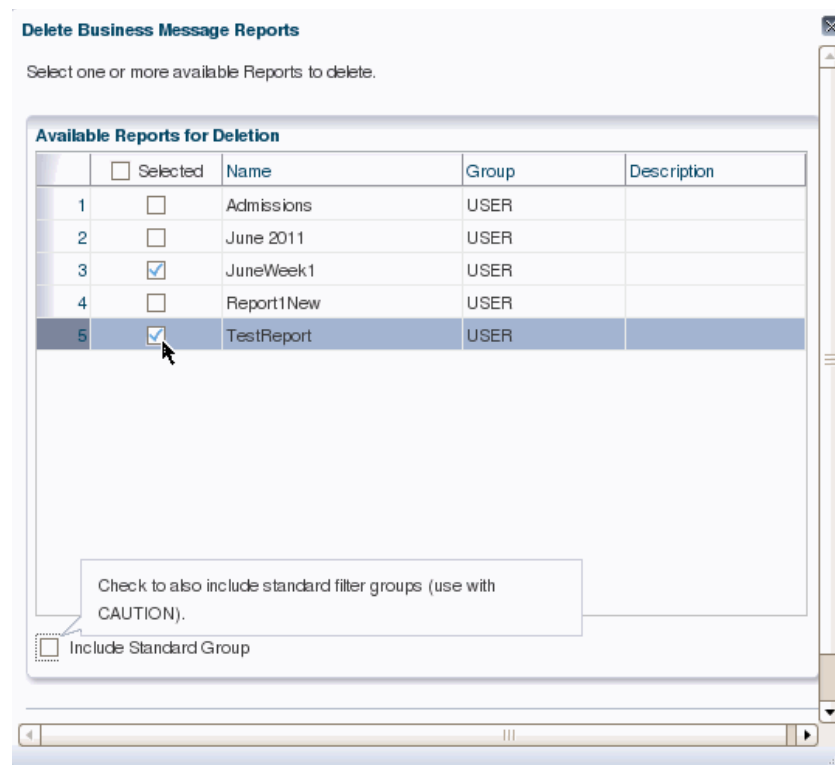 Delete Business Message Reports
Select one or more available Reports to delete.
Available Reports for Deletion
Selected Name Group Description
1 Admissions USER
2 June 2011 USER
3 JuneWeek1 USER
4 Report1New USER
5 TestReport USER
Check to also include standard filter groups (use with
CAUTION).
Include Standard Group